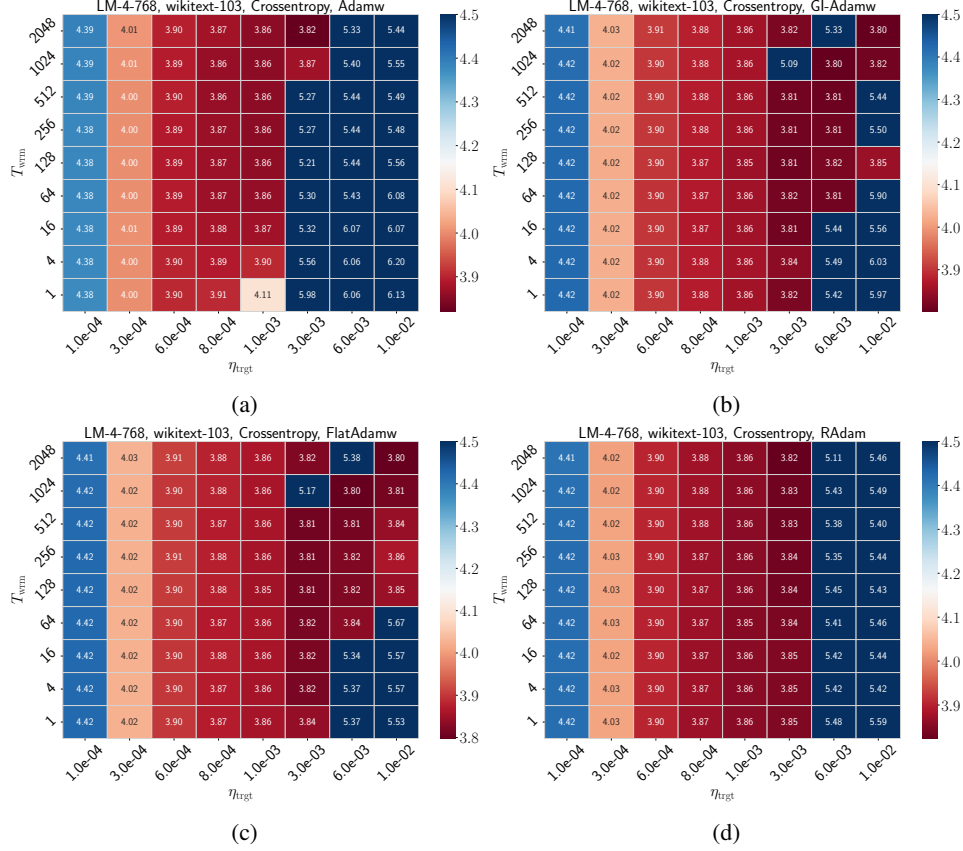 LM-4-768, wikitext-103, Crossentropy, Adamw
T_wrm
2048 4.39 4.01 3.90 3.87 3.86 3.82 5.33 5.44
1024 4.40 4.01 3.89 3.86 3.86 3.87 5.40 5.55
512 4.39 4.00 3.90 3.86 3.86 5.27 5.44 5.49
256 4.38 4.00 3.89 3.87 3.86 5.27 5.44 5.48
128 4.38 4.00 3.89 3.87 3.86 5.21 5.44 5.56
64 4.38 4.00 3.89 3.87 3.86 5.30 5.43 6.08
16 4.38 4.01 3.89 3.88 3.87 5.32 6.07 6.07
4 4.38 4.00 3.90 3.89 3.90 5.56 6.06 6.20
1 4.38 4.00 3.90 3.91 4.11 5.98 6.06 6.13
1.0e-04 3.0e-04 6.0e-04 8.0e-04 1.0e-03 3.0e-03 6.0e-03 1.0e-02
η_trgt
4.5
4.4
4.3
4.2
4.1
4.0
3.9
(a)
LM-4-768, wikitext-103, Crossentropy, GI-Adamw
T_wrm
2048 4.41 4.03 3.91 3.88 3.86 3.82 5.33 3.80
1024 4.42 4.02 3.90 3.88 3.86 5.09 3.80 3.82
512 4.42 4.02 3.90 3.88 3.86 3.81 3.81 5.44
256 4.42 4.02 3.90 3.88 3.86 3.81 3.81 5.50
128 4.42 4.02 3.90 3.87 3.85 3.81 3.82 3.85
64 4.42 4.02 3.90 3.88 3.86 3.82 3.81 5.90
16 4.42 4.02 3.90 3.87 3.86 3.81 5.44 5.56
4 4.42 4.02 3.90 3.88 3.86 3.84 5.49 6.03
1 4.42 4.02 3.90 3.88 3.86 3.82 5.42 5.97
1.0e-04 3.0e-04 6.0e-04 8.0e-04 1.0e-03 3.0e-03 6.0e-03 1.0e-02
η_trgt
4.5
4.4
4.3
4.2
4.1
4.0
3.9
(b)
LM-4-768, wikitext-103, Crossentropy, FlatAdamw
T_wrm
2048 4.41 4.03 3.91 3.88 3.86 3.82 5.38 3.80
1024 4.42 4.02 3.90 3.88 3.86 5.17 3.80 3.81
512 4.42 4.02 3.90 3.87 3.86 3.81 3.81 3.84
256 4.42 4.02 3.91 3.88 3.86 3.81 3.82 3.86
128 4.42 4.02 3.90 3.88 3.85 3.81 3.82 3.85
64 4.42 4.02 3.90 3.87 3.86 3.82 3.84 5.67
16 4.42 4.02 3.90 3.88 3.86 3.82 5.34 5.57
4 4.42 4.02 3.90 3.87 3.86 3.82 5.37 5.57
1 4.42 4.02 3.90 3.87 3.86 3.84 5.37 5.53
1.0e-04 3.0e-04 6.0e-04 8.0e-04 1.0e-03 3.0e-03 6.0e-03 1.0e-02
η_trgt
4.5
4.4
4.3
4.2
4.1
4.0
3.9
3.8
(c)
LM-4-768, wikitext-103, Crossentropy, RAdam
T_wrm
2048 4.41 4.02 3.90 3.88 3.86 3.82 5.11 5.46
1024 4.42 4.02 3.90 3.88 3.86 3.83 5.43 5.49
512 4.42 4.02 3.90 3.88 3.86 3.83 5.38 5.40
256 4.42 4.03 3.90 3.87 3.86 3.84 5.35 5.44
128 4.42 4.03 3.90 3.88 3.86 3.84 5.45 5.43
64 4.42 4.02 3.90 3.87 3.86 3.84 5.41 5.46
16 4.42 4.02 3.90 3.88 3.86 3.85 5.42 5.44
4 4.42 4.03 3.90 3.87 3.86 3.85 5.42 5.42
1 4.42 4.03 3.90 3.87 3.86 3.85 5.48 5.59
1.0e-04 3.0e-04 6.0e-04 8.0e-04 1.0e-03 3.0e-03 6.0e-03 1.0e-02
η_trgt
4.5
4.4
4.3
4.2
4.1
4.0
3.9
(d)